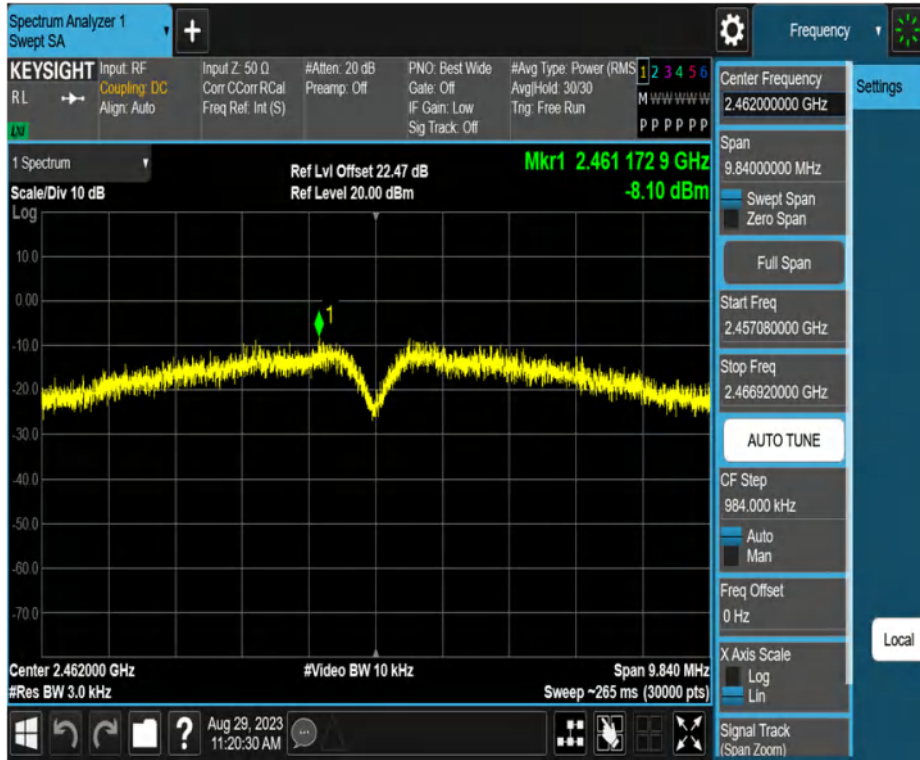 Spectrum Analyzer 1
Swept SA
+
Frequency
KEYSIGHT
RL
LXI
Input: RF
Coupling: DC
Align: Auto
Input Z: 50 Ω
Corr CCorr RCal
Freq Ref: Int (S)
#Atten: 20 dB
Preamp: Off
PNO: Best Wide
Gate: Off
IF Gain: Low
Sig Track: Off
#Avg Type: Power (RMS
Avg|Hold: 30/30
Trig: Free Run
1 2 3 4 5 6
M W W W W W
P P P P P P
1 Spectrum
Scale/Div 10 dB
Log
Ref Lvl Offset 22.47 dB
Ref Level 20.00 dBm
Mkr1 2.461 172 9 GHz
-8.10 dBm
10.0
0.00
-10.0
-20.0
-30.0
-40.0
-50.0
-60.0
-70.0
1
Center 2.462000 GHz
#Res BW 3.0 kHz
#Video BW 10 kHz
Span 9.840 MHz
Sweep ~265 ms (30000 pts)
Aug 29, 2023
11:20:30 AM
?
Center Frequency
2.462000000 GHz
Span
9.84000000 MHz
Swept Span
Zero Span
Full Span
Start Freq
2.457080000 GHz
Stop Freq
2.466920000 GHz
AUTO TUNE
CF Step
984.000 kHz
Auto
Man
Freq Offset
0 Hz
X Axis Scale
Log
Lin
Signal Track
(Span Zoom)
Settings
Local